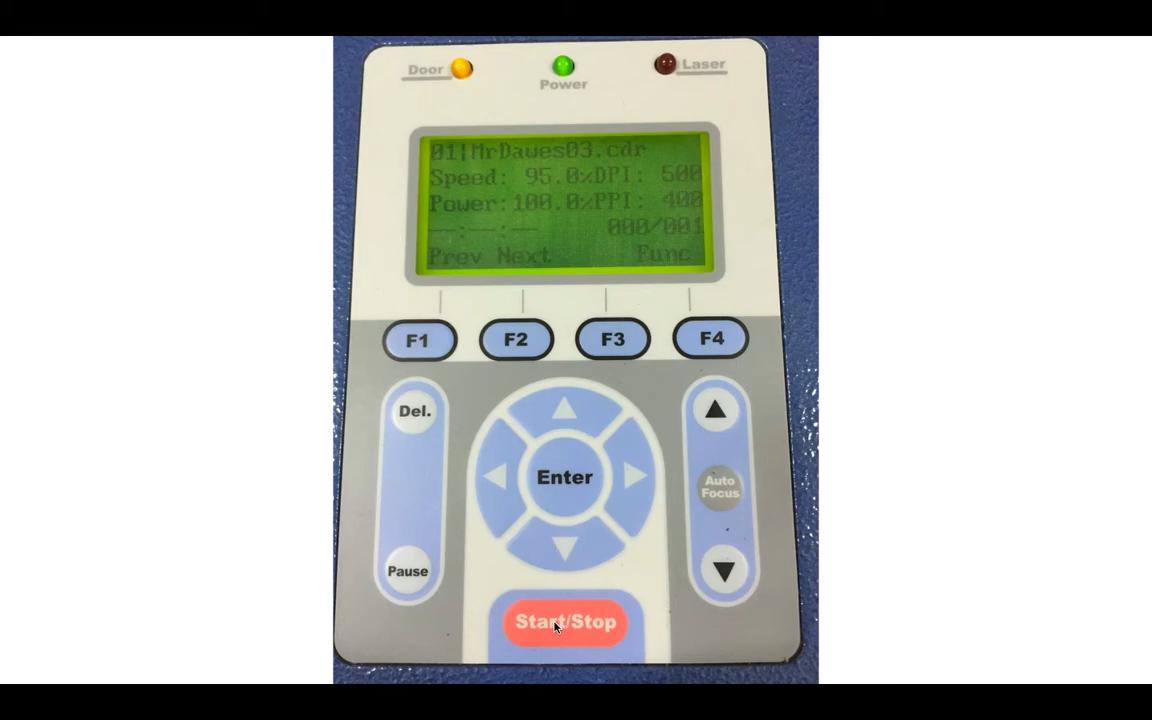 Door
Power
Laser
01|MrDawes03.cdr
Speed: 95.0%DPI: 500
Power:100.0%PPI: 400
--:--:-- 000/001
Prev Next Func
F1 F2 F3 F4
Del.
Enter
Auto
Focus
Pause
Start/Stop